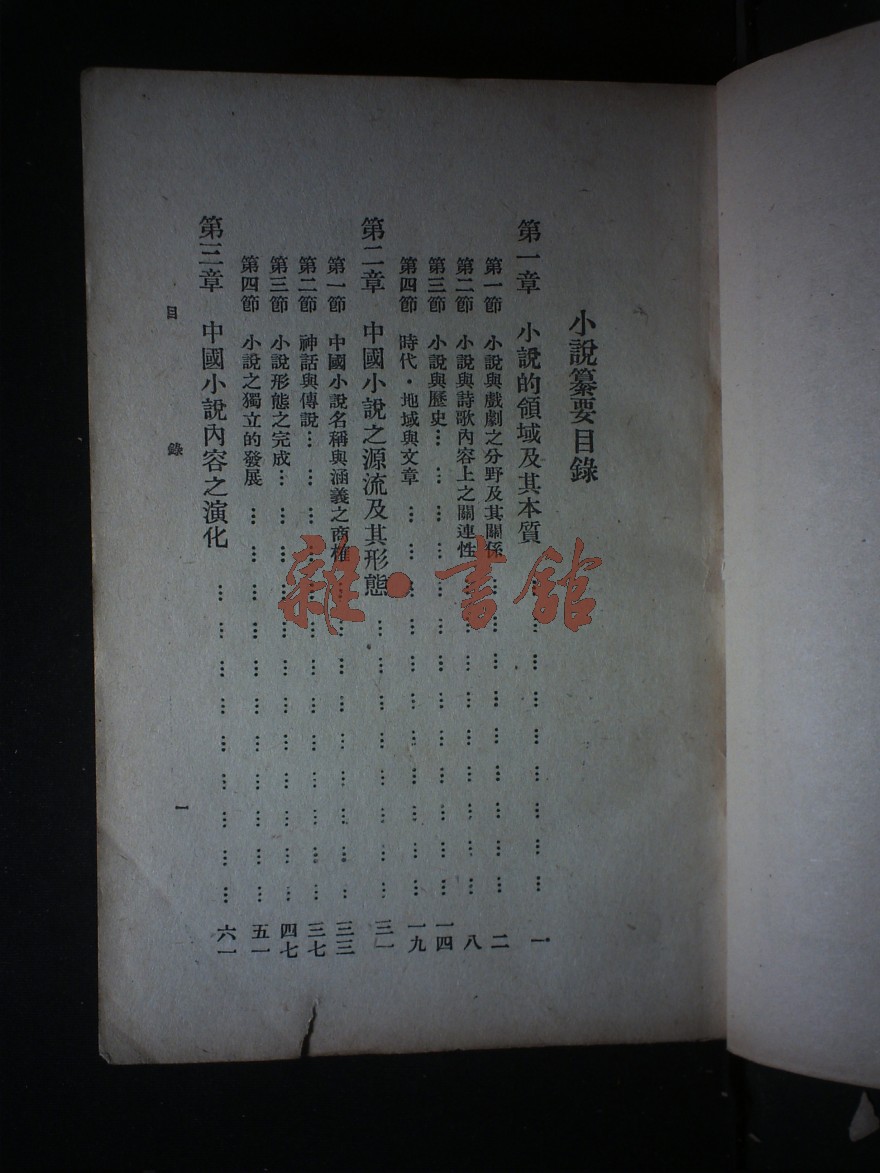 小說纂要目錄
第一章 小說的領域及其本質……一
第一節 小說與戲劇之分野及其關係……二
第二節 小說與詩歌內容上之關連性……八
第三節 小說與歷史……一四
第四節 時代・地域與文章……一九
第二章 中國小說之源流及其形態……三一
第一節 中國小說名稱與涵義之商榷……三三
第二節 神話與傳說……三七
第三節 小說形態之完成……四七
第四節 小說之獨立的發展……五一
第三章 中國小說內容之演化……六一
目錄 一
雜・書館